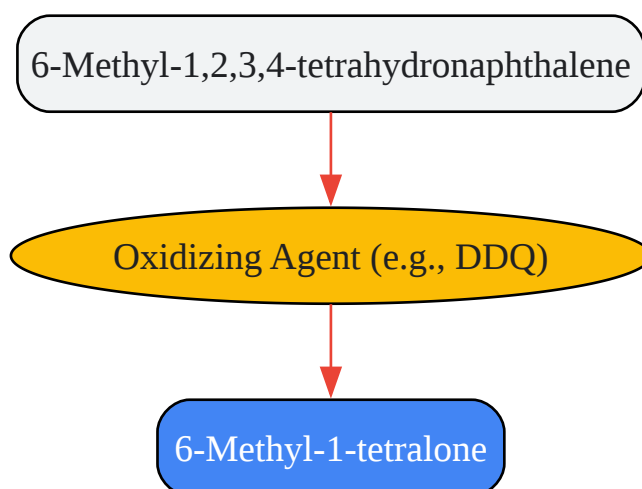 6-Methyl-1,2,3,4-tetrahydronaphthalene
Oxidizing Agent (e.g., DDQ)
6-Methyl-1-tetralone